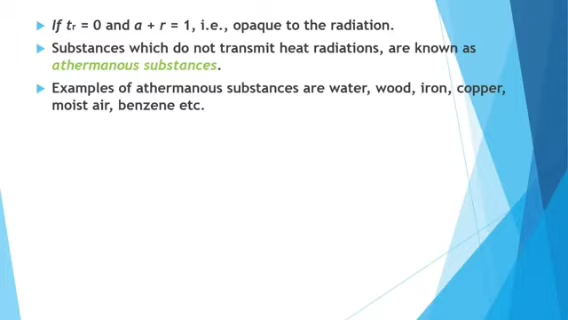 If tr = 0 and a + r = 1, i.e., opaque to the radiation.
Substances which do not transmit heat radiations, are known as
athermanous substances.
Examples of athermanous substances are water, wood, iron, copper,
moist air, benzene etc.